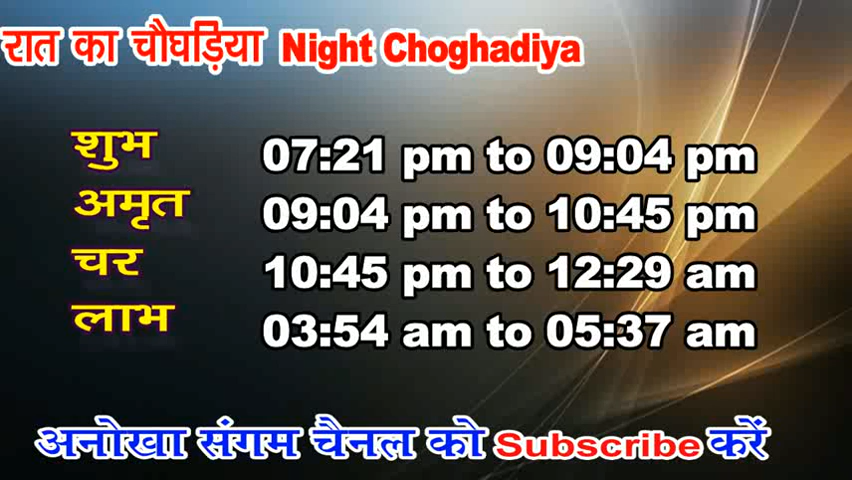 रात का चौघड़िया Night Choghadiya
शुभ 07:21 pm to 09:04 pm
अमृत 09:04 pm to 10:45 pm
चर 10:45 pm to 12:29 am
लाभ 03:54 am to 05:37 am
अनोखा संगम चैनल को Subscribe करें